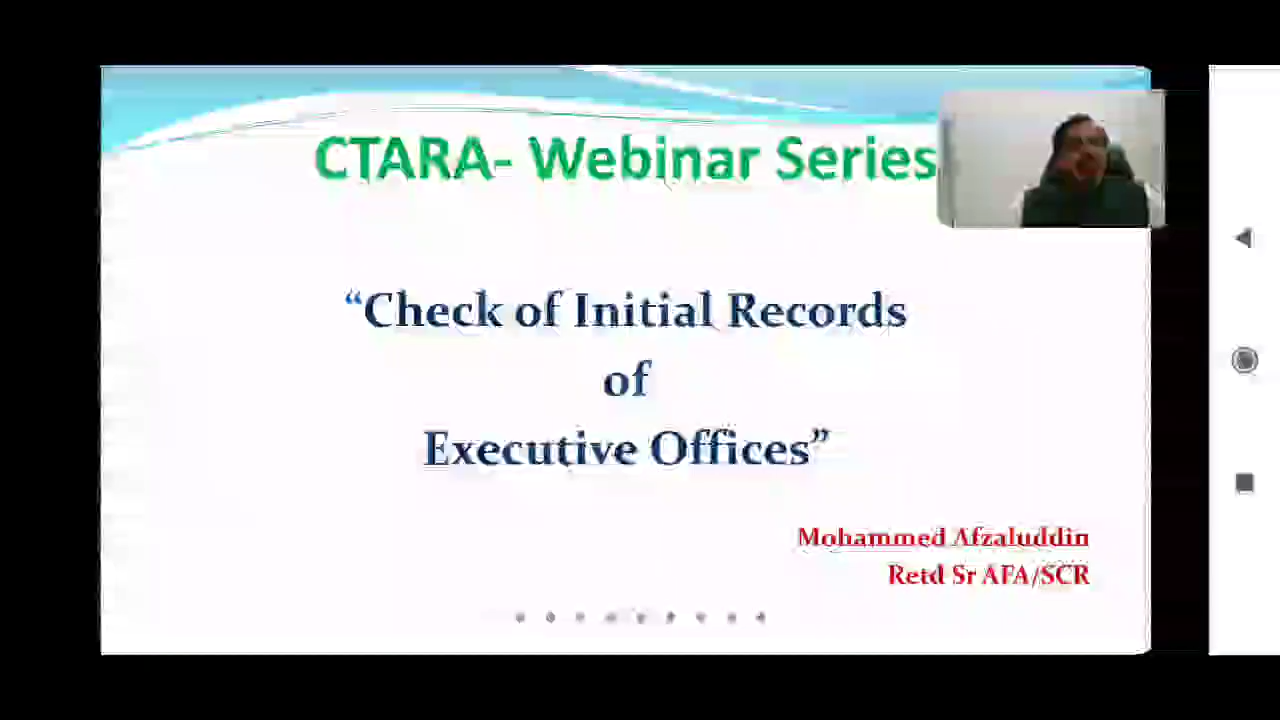 CTARA- Webinar Series
“Check of Initial Records
of
Executive Offices”
Mohammed Afzaluddin
Retd Sr AFA/SCR